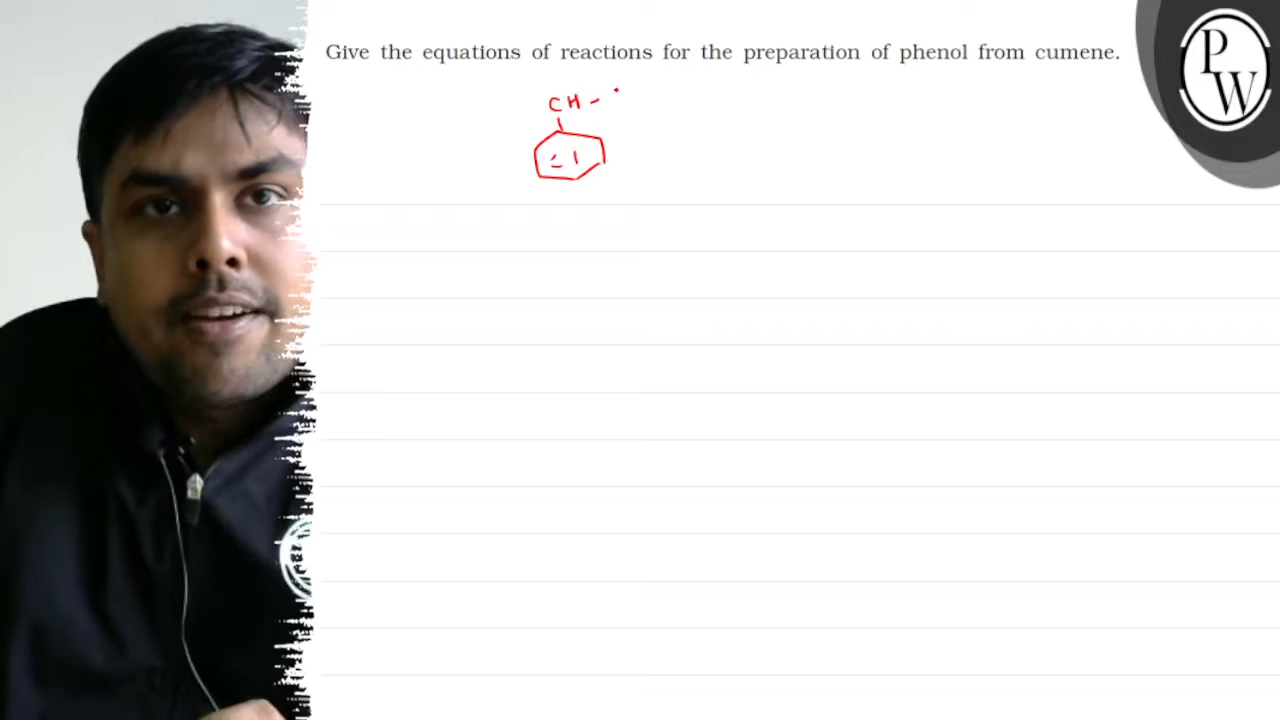 Give the equations of reactions for the preparation of phenol from cumene.
P
W
CH -